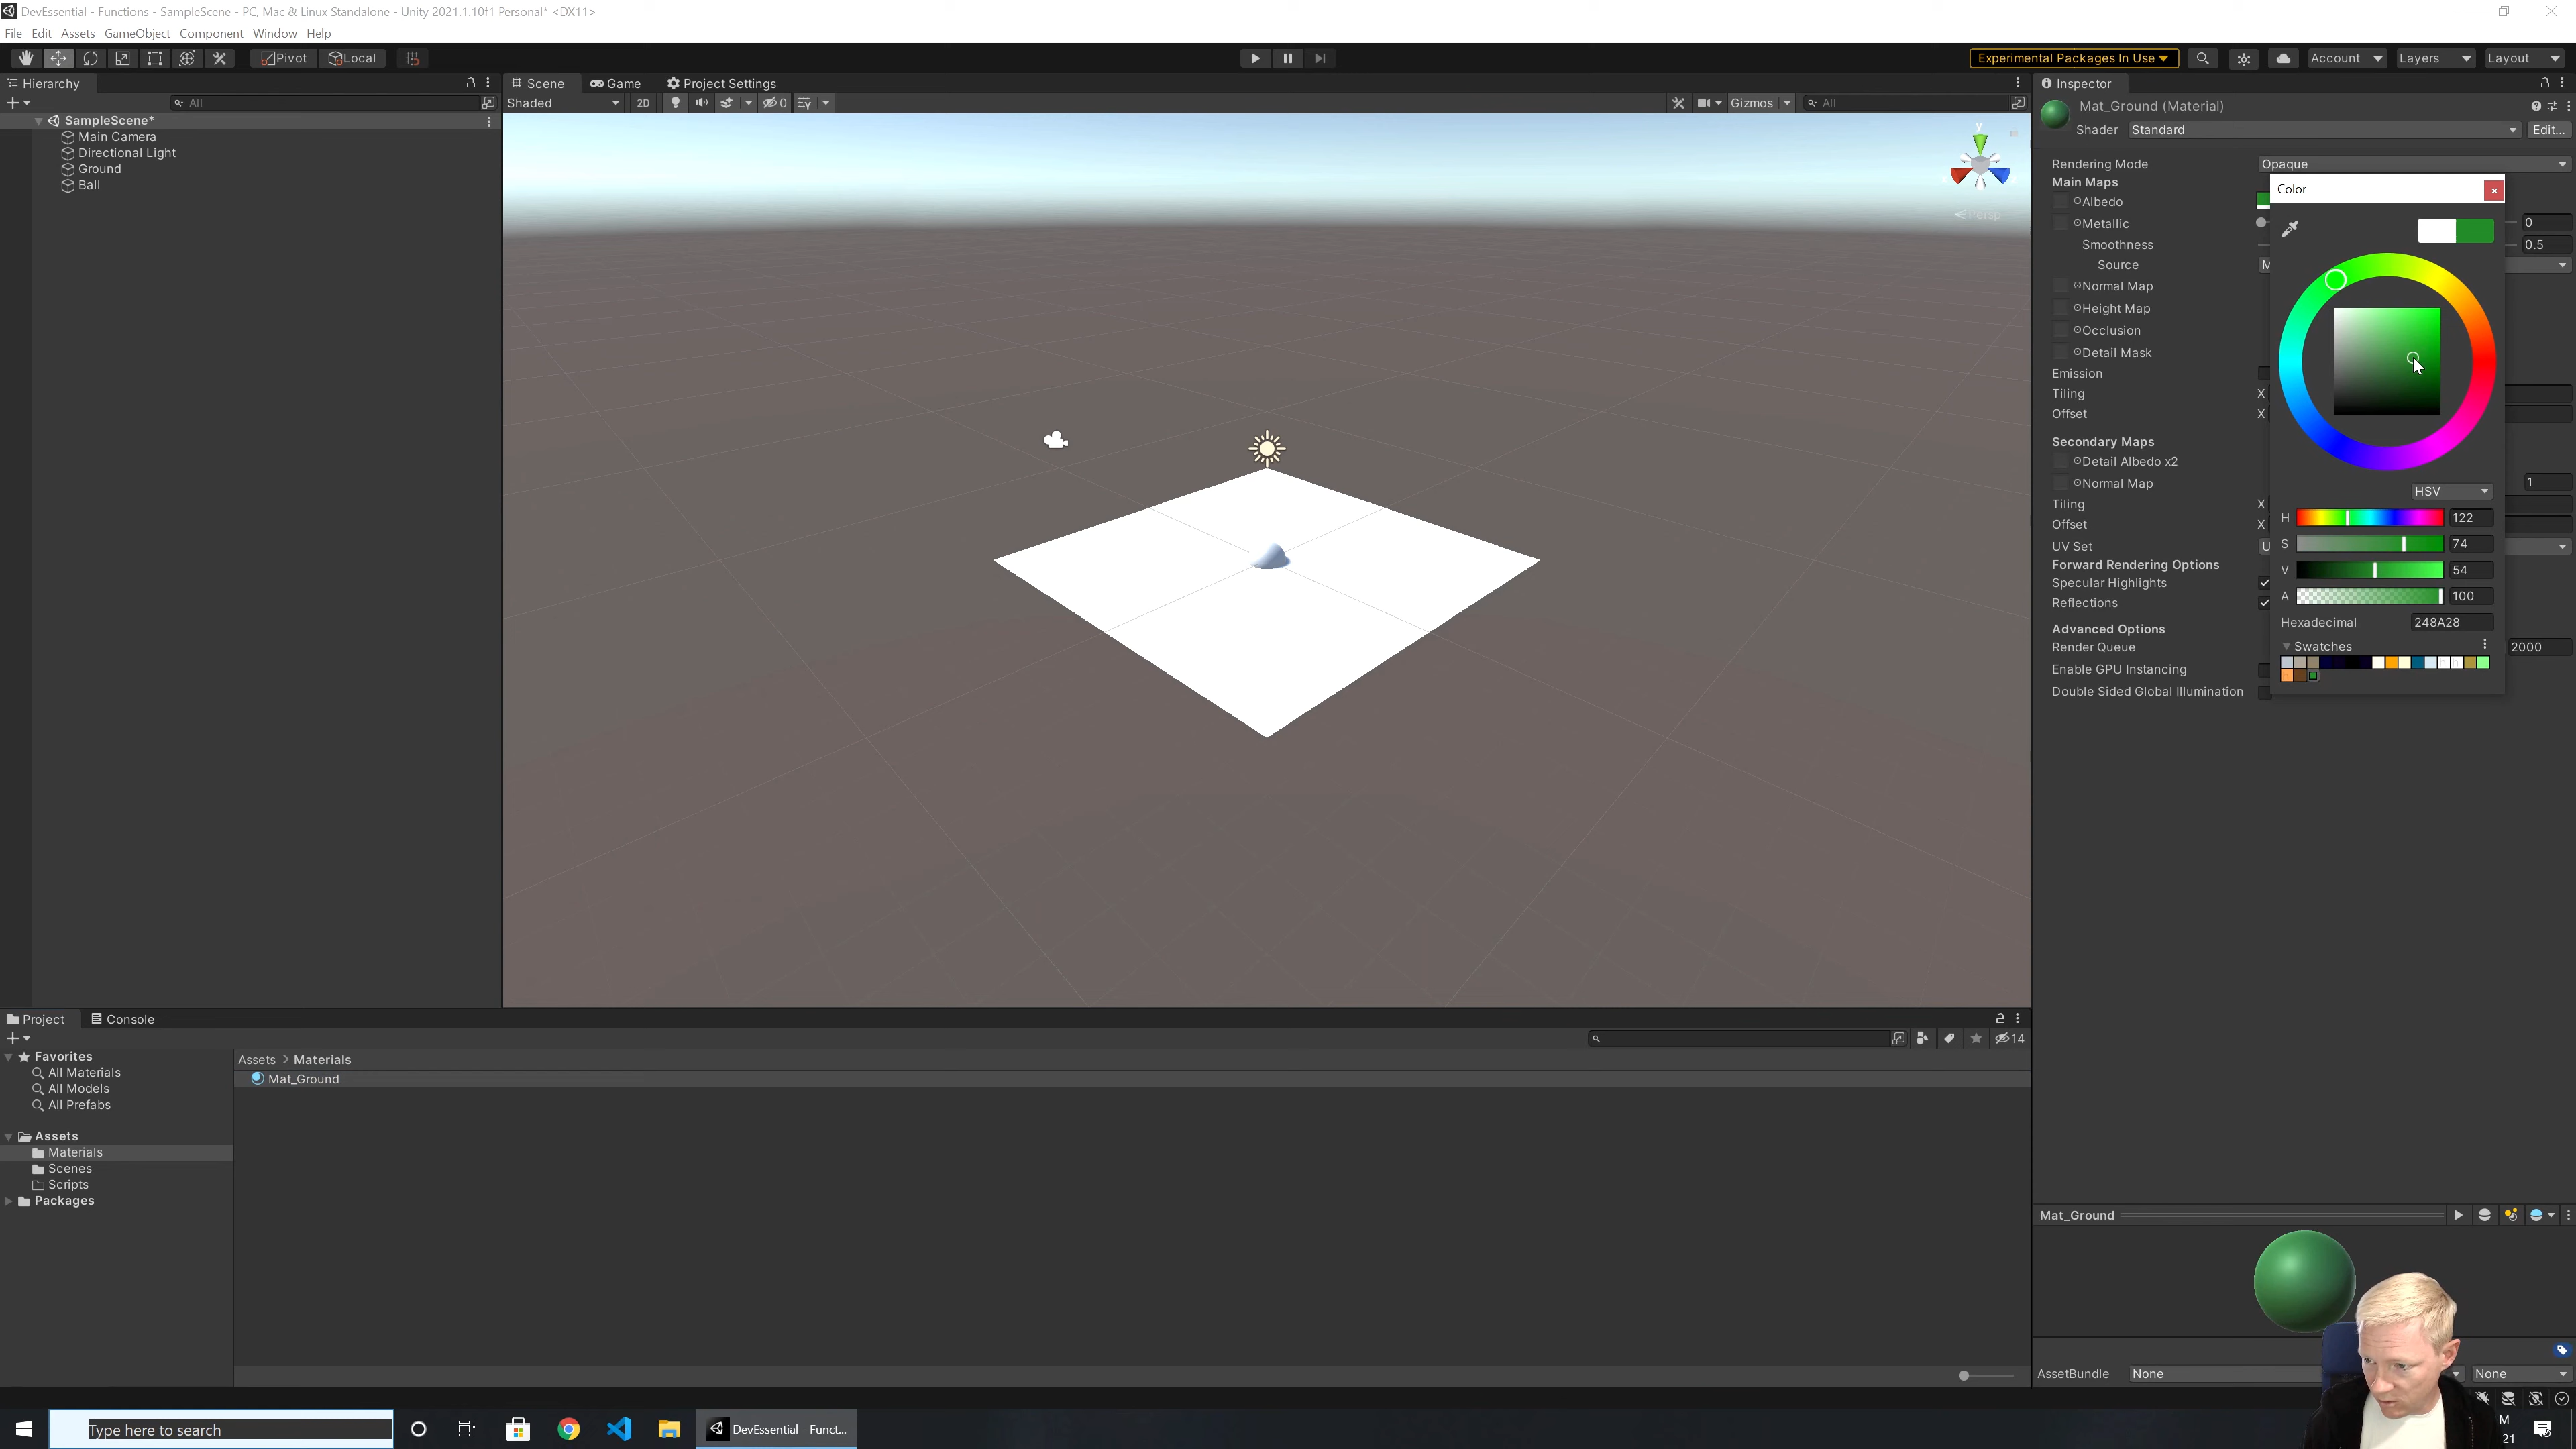 DevEssential - Functions - SampleScene - PC, Mac & Linux Standalone - Unity 2021.1.10f1 Personal* <DX11>
File Edit Assets GameObject Component Window Help
Pivot Local
Experimental Packages In Use Account Layers Layout
Hierarchy
All
SampleScene*
Main Camera
Directional Light
Ground
Ball
Scene Game Project Settings
Shaded 2D 0 Gizmos All
y
Persp
Inspector
Mat_Ground (Material)
Shader Standard Edit...
Rendering Mode Opaque
Main Maps
Albedo
Metallic 0
Smoothness 0.5
Source M
Normal Map
Height Map
Occlusion
Detail Mask
Emission
Tiling X
Offset X
Secondary Maps
Detail Albedo x2
Normal Map 1
Tiling X
Offset X
UV Set U
Forward Rendering Options
Specular Highlights
Reflections
Advanced Options
Render Queue 2000
Enable GPU Instancing
Double Sided Global Illumination
Color
HSV
H 122
S 74
V 54
A 100
Hexadecimal 248A28
Swatches
Project Console
14
Favorites
All Materials
All Models
All Prefabs
Assets
Materials
Scenes
Scripts
Packages
Assets > Materials
Mat_Ground
Mat_Ground
AssetBundle None None
Type here to search
DevEssential - Funct...
M
21